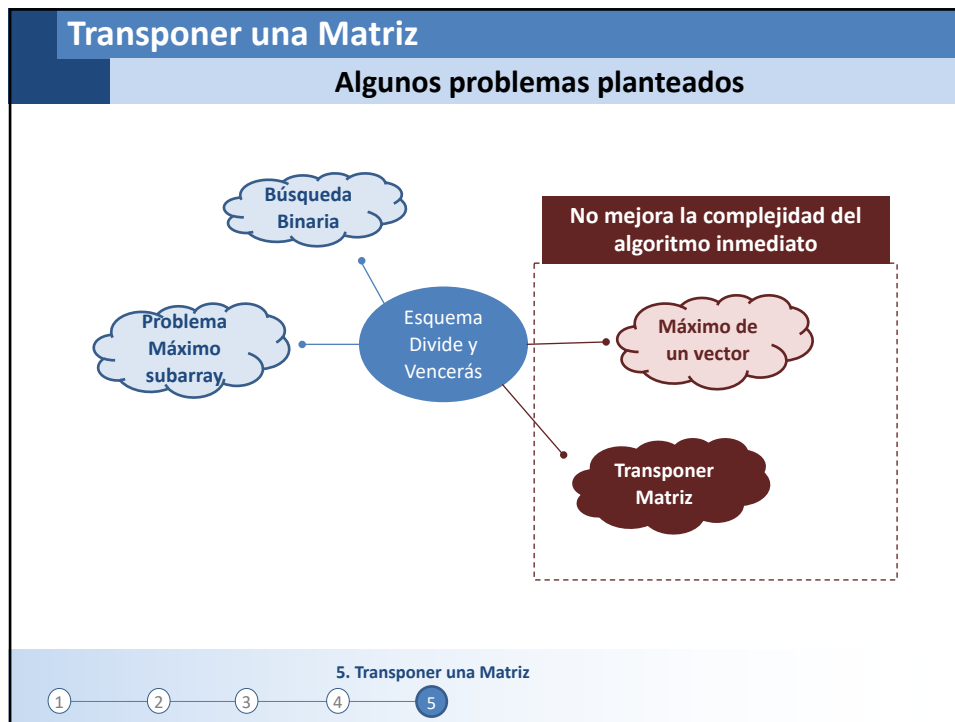 Transponer una Matriz
Algunos problemas planteados
Búsqueda
Binaria
No mejora la complejidad del
algoritmo inmediato
Problema
Máximo
subarray
Esquema
Divide y
Vencerás
Máximo de
un vector
Transponer
Matriz
5. Transponer una Matriz
1 2 3 4 5